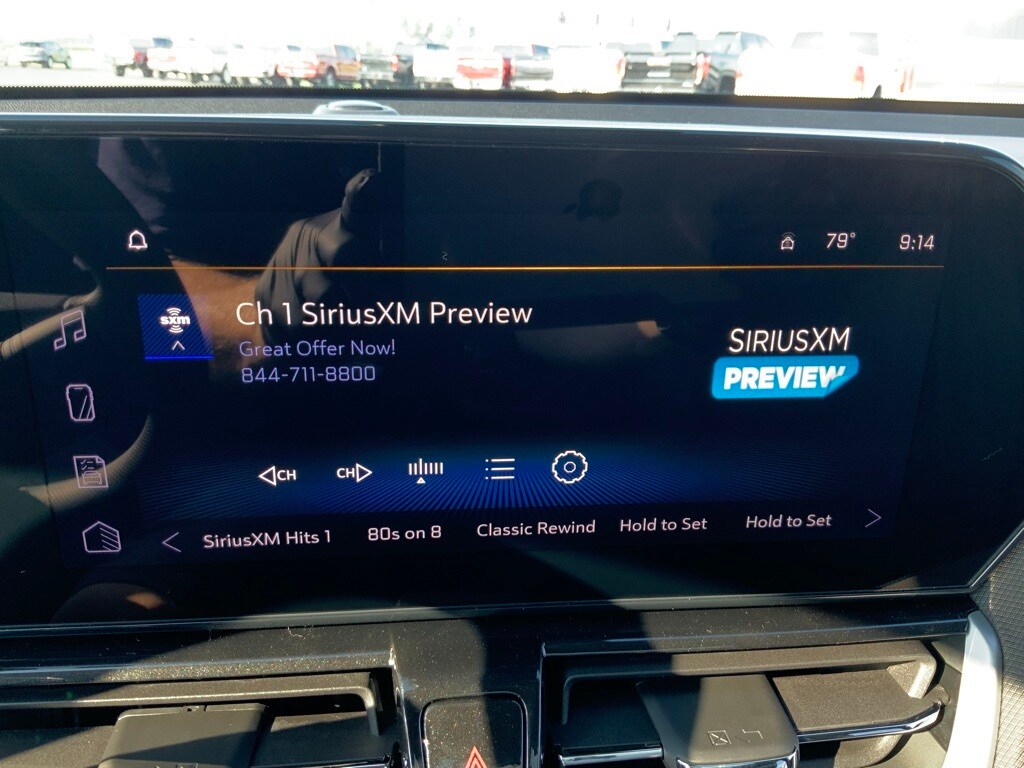 79° 9:14
sxm
Ch 1 SiriusXM Preview
Great Offer Now!
844-711-8800
SIRIUSXM
PREVIEW
CH CH
SiriusXM Hits 1 80s on 8 Classic Rewind Hold to Set Hold to Set